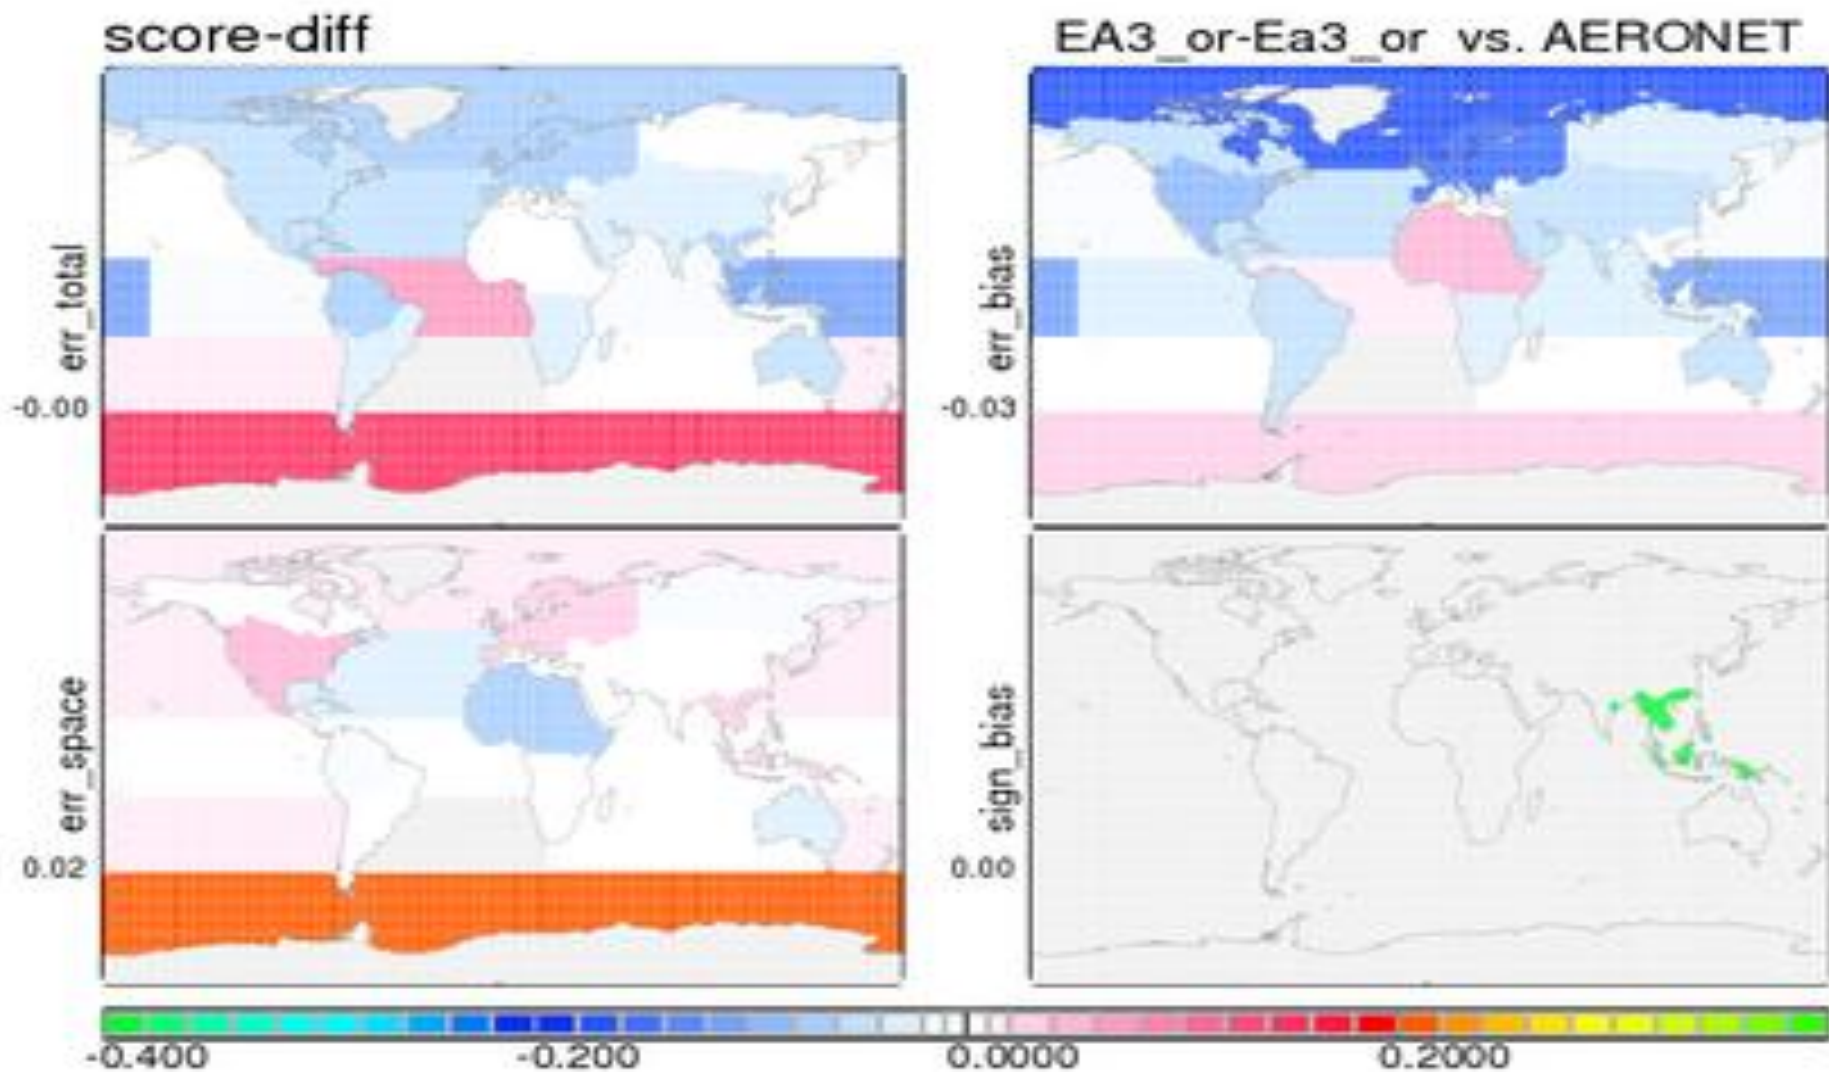 score-diff
EA3_or-Ea3_or vs. AERONET
err_total
-0.00
err_bias
-0.03
err_space
0.02
sign_bias
0.00
-0.400 -0.200 0.0000 0.2000